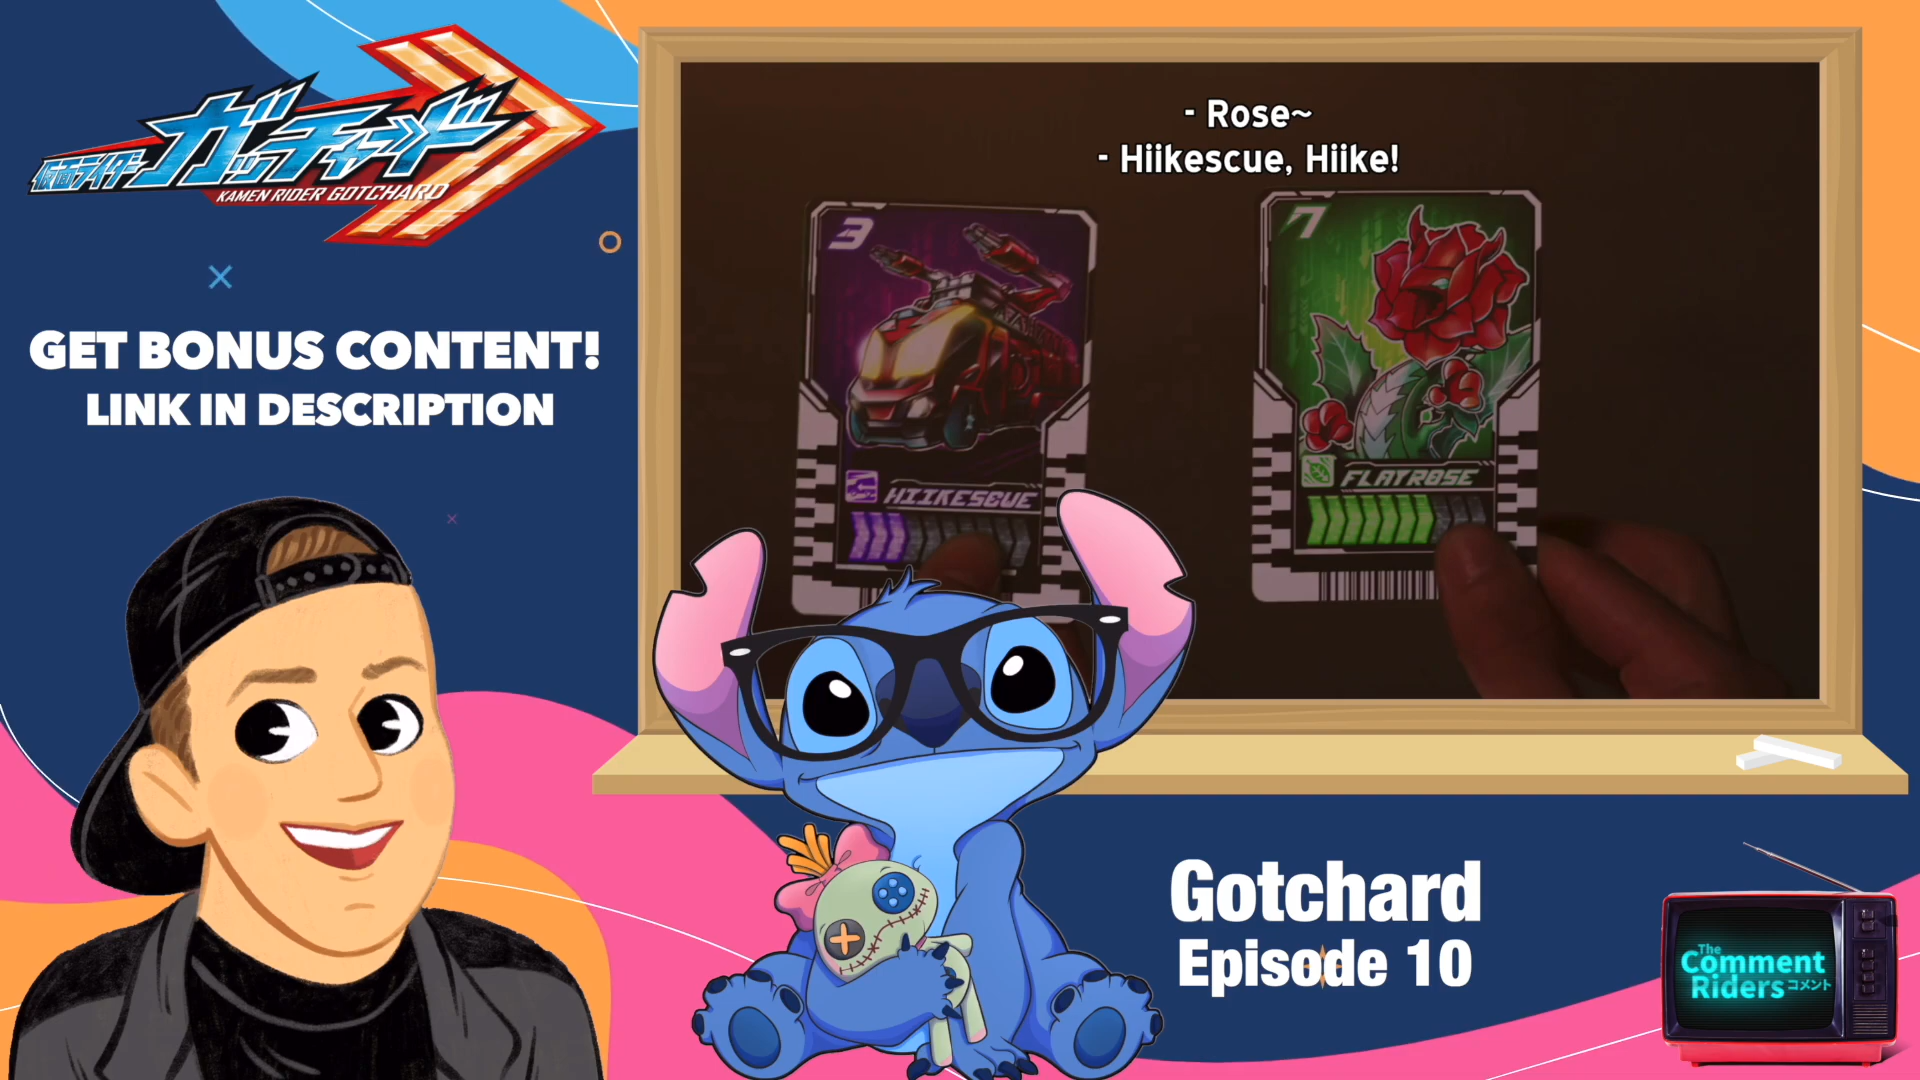 仮面ライダー
ガッチャード
KAMEN RIDER GOTCHARD
GET BONUS CONTENT!
LINK IN DESCRIPTION
- Rose~
- Hiikescue, Hiike!
3
HIIKESCUE
7
FLATROSE
Gotchard
Episode 10
The
Comment
Riders コメント